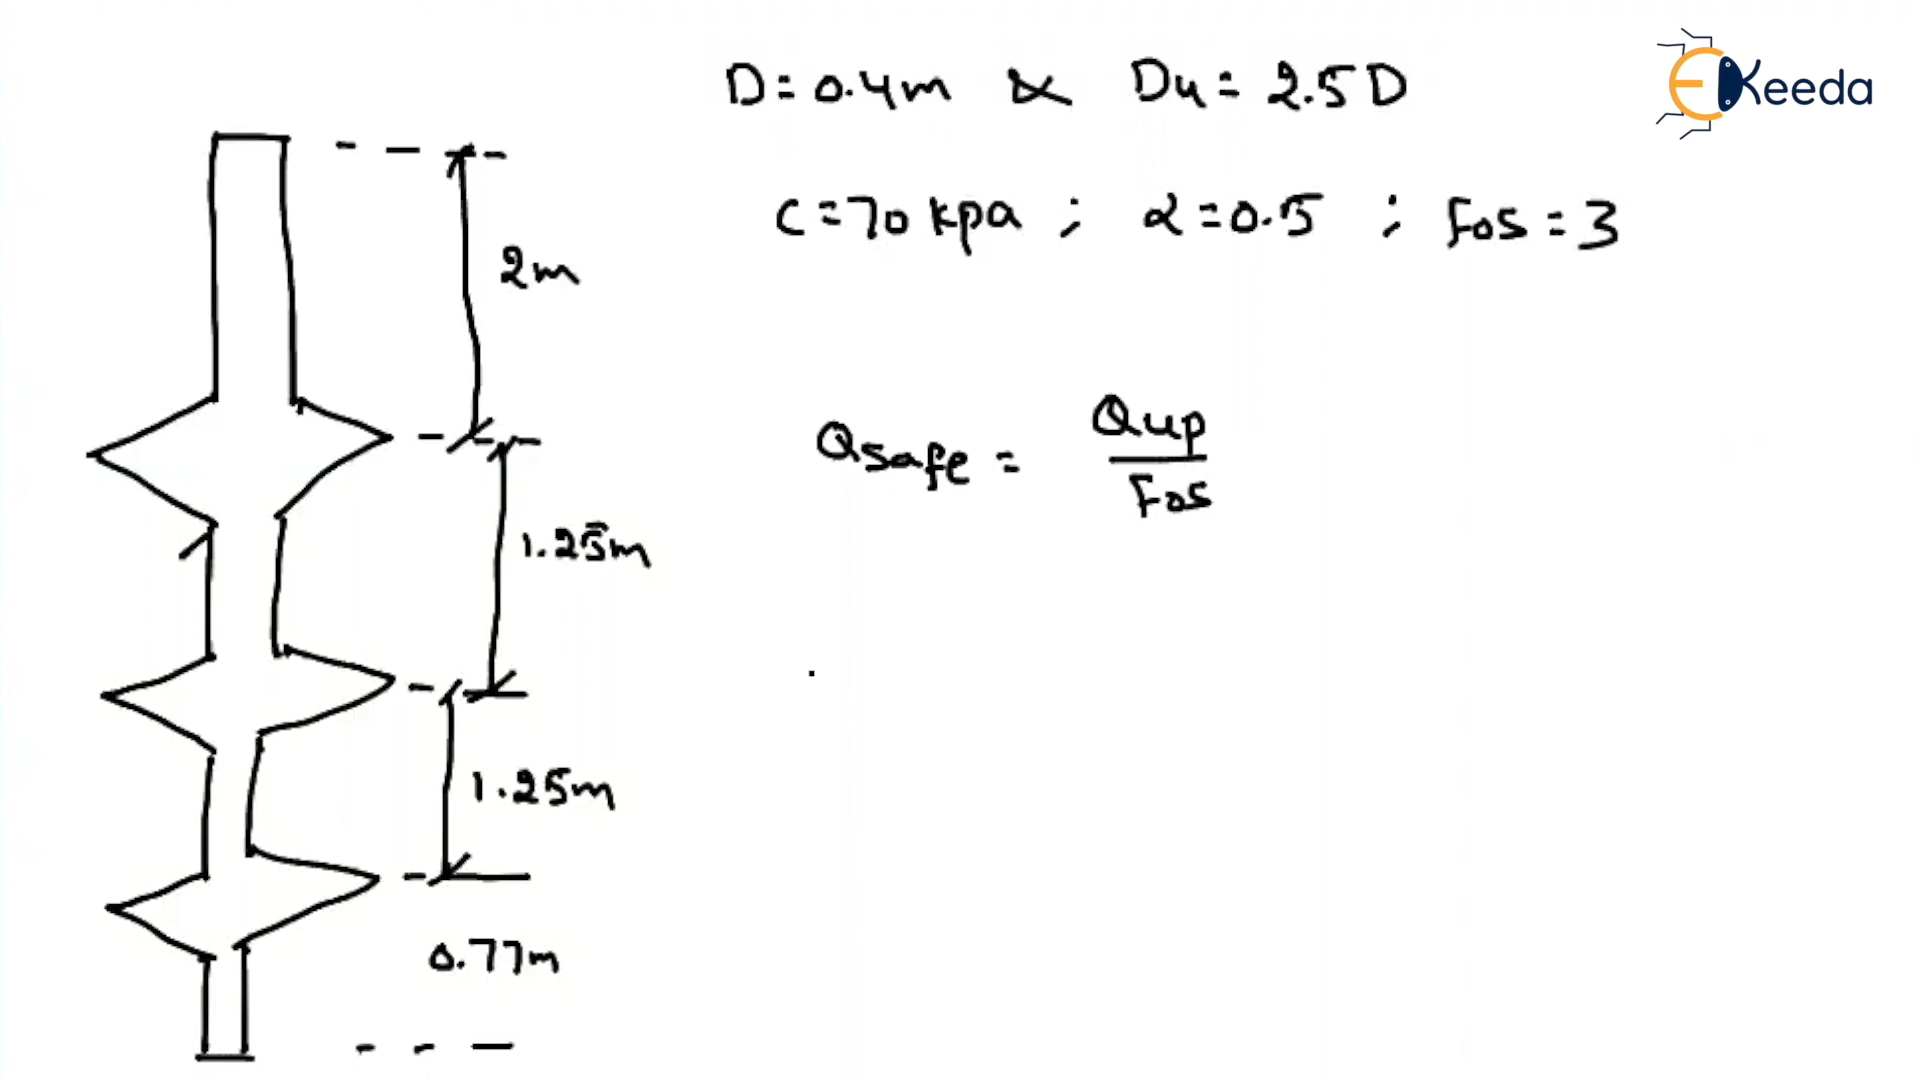 D = 0.4m & Du = 2.5D
EKeeda
C = 70 kpa ; α = 0.5 ; Fos = 3
2m
Qsafe = Qup / Fos
1.25m
1.25m
0.77m